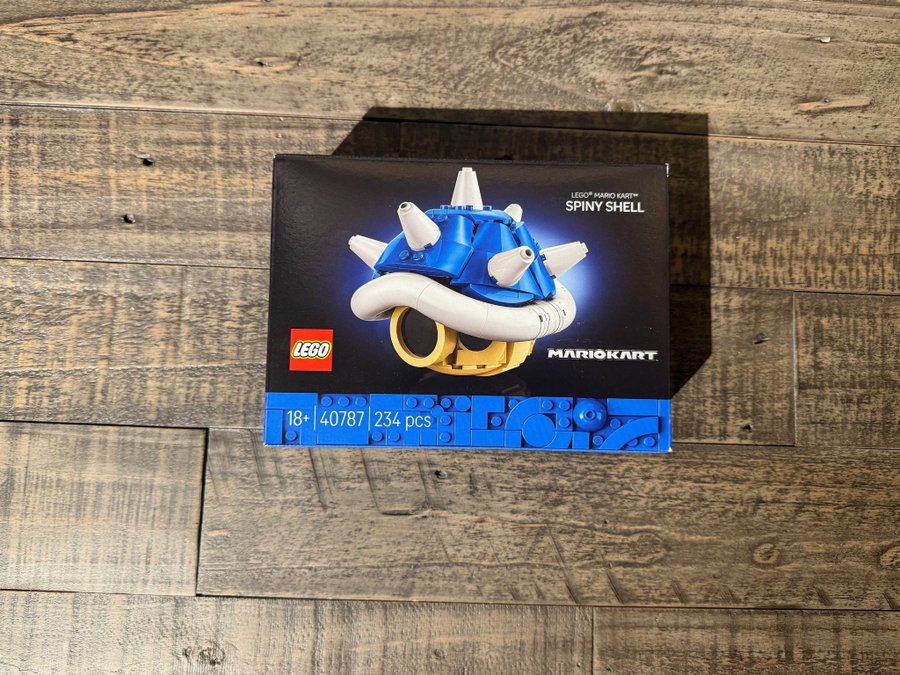 LEGO® MARIO KART™
SPINY SHELL
LEGO
MARIOKART
18+ 40787 234 pcs